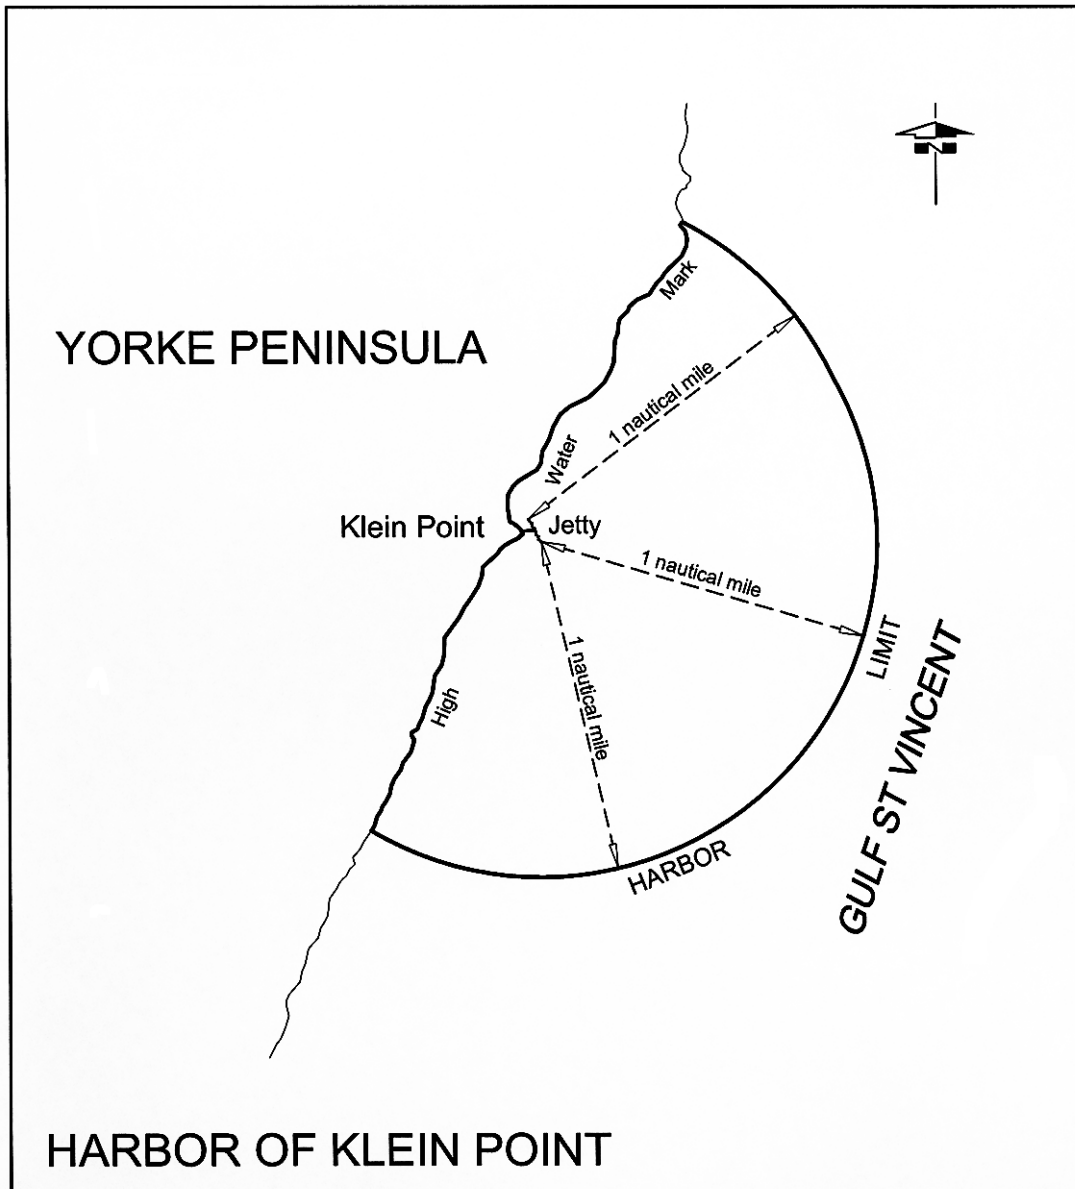 N
Mark
YORKE PENINSULA
1 nautical mile
Water
Klein Point
Jetty
1 nautical mile
LIMIT
1 nautical mile
High
GULF ST VINCENT
HARBOR
HARBOR OF KLEIN POINT